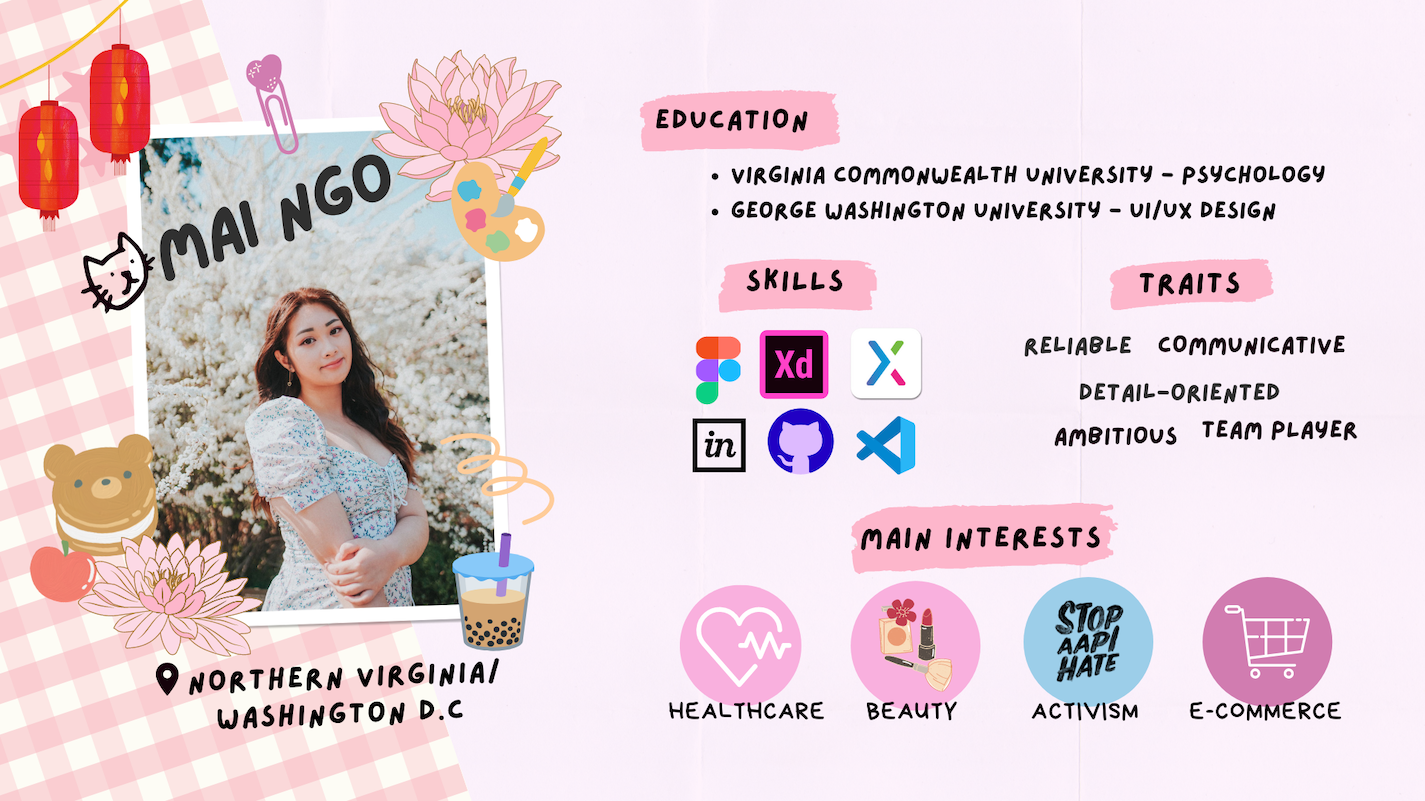 MAI NGO
NORTHERN VIRGINIA/
WASHINGTON D.C
EDUCATION
• VIRGINIA COMMONWEALTH UNIVERSITY - PSYCHOLOGY
• GEORGE WASHINGTON UNIVERSITY - UI/UX DESIGN
SKILLS
Xd
in
TRAITS
RELIABLE COMMUNICATIVE
DETAIL-ORIENTED
AMBITIOUS TEAM PLAYER
MAIN INTERESTS
STOP
AAPI
HATE
HEALTHCARE BEAUTY ACTIVISM E-COMMERCE